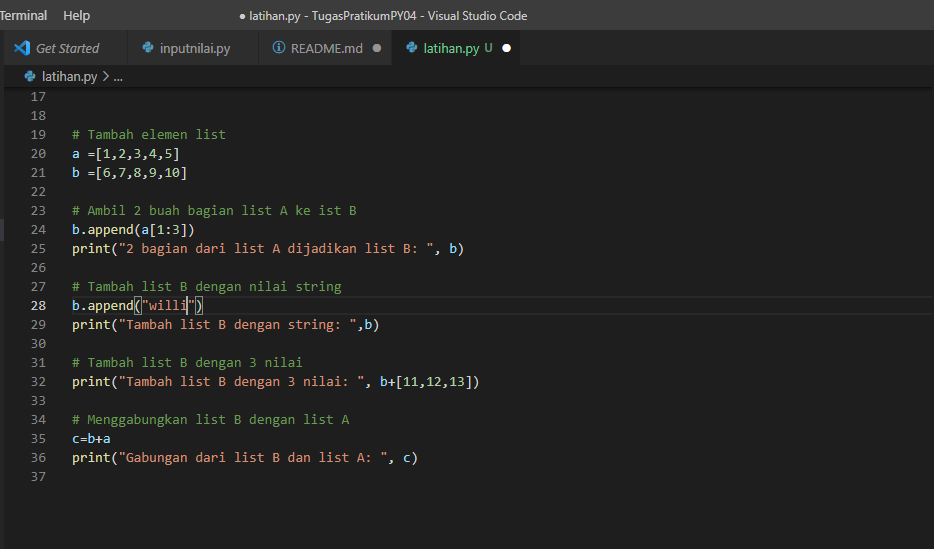 Terminal Help ● latihan.py - TugasPratikumPY04 - Visual Studio Code
Get Started inputnilai.py README.md ● latihan.py U ●
latihan.py > ...
17
18
19 # Tambah elemen list
20 a =[1,2,3,4,5]
21 b =[6,7,8,9,10]
22
23 # Ambil 2 buah bagian list A ke ist B
24 b.append(a[1:3])
25 print("2 bagian dari list A dijadikan list B: ", b)
26
27 # Tambah list B dengan nilai string
28 b.append("willi")
29 print("Tambah list B dengan string: ",b)
30
31 # Tambah list B dengan 3 nilai
32 print("Tambah list B dengan 3 nilai: ", b+[11,12,13])
33
34 # Menggabungkan list B dengan list A
35 c=b+a
36 print("Gabungan dari list B dan list A: ", c)
37